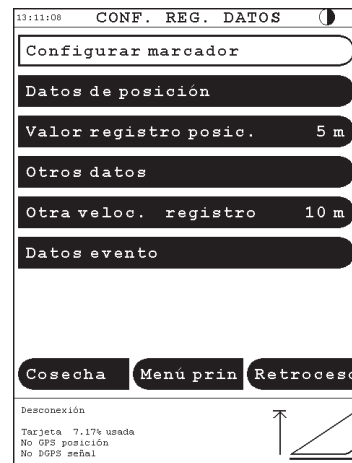 13:11:08 CONF. REG. DATOS
Configurar marcador
Datos de posición
Valor registro posic. 5 m
Otros datos
Otra veloc. registro 10 m
Datos evento
Cosecha Menú prin Retroceso
Desconexión
Tarjeta 7.17% usada
No GPS posición
No DGPS señal